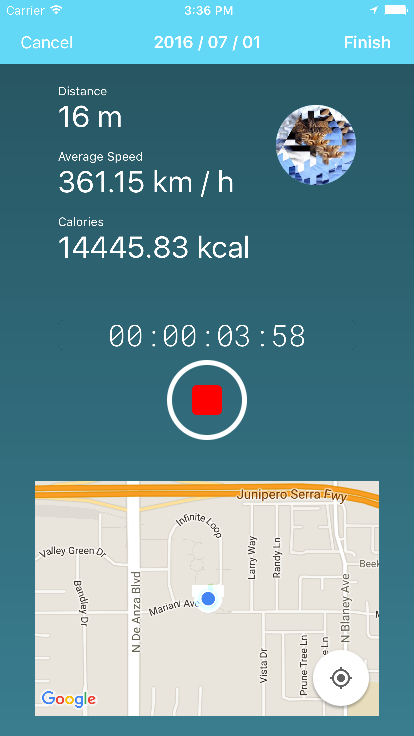 Carrier 3:36 PM
Cancel 2016 / 07 / 01 Finish
Distance
16 m
Average Speed
361.15 km / h
Calories
14445.83 kcal
00:00:03:58
Junipero Serra Fwy
Infinite Loop
Valley Green Dr
Larry Way
Randy Ln
Bandley Dr
N De Anza Blvd
Mariani Ave
N Blaney Ave
Vista Dr
Prune Tree Ln
Google